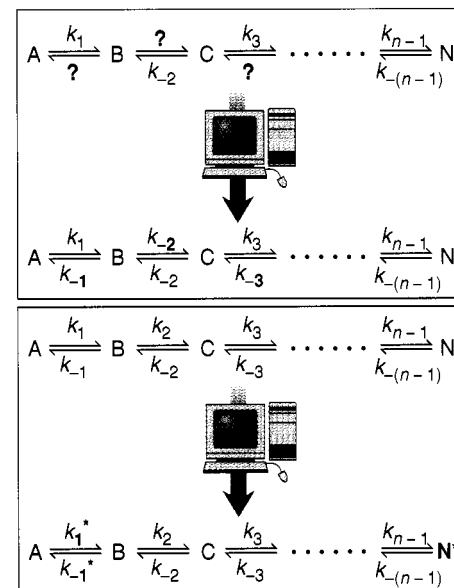 k₁ ? k₃ kₙ₋₁
A ⇌ B ⇌ C ⇌ · · · · · · ⇌ N
? k₋₂ ? k₋₍ₙ₋₁₎
k₁ k₋₂ k₃ kₙ₋₁
A ⇌ B ⇌ C ⇌ · · · · · · ⇌ N
k₋₁ k₋₂ k₋₃ k₋₍ₙ₋₁₎
k₁ k₂ k₃ kₙ₋₁
A ⇌ B ⇌ C ⇌ · · · · · · ⇌ N
k₋₁ k₋₂ k₋₃ k₋₍ₙ₋₁₎
k₁* k₂ k₃ kₙ₋₁
A ⇌ B ⇌ C ⇌ · · · · · · ⇌ N*
k₋₁* k₋₂ k₋₃ k₋₍ₙ₋₁₎